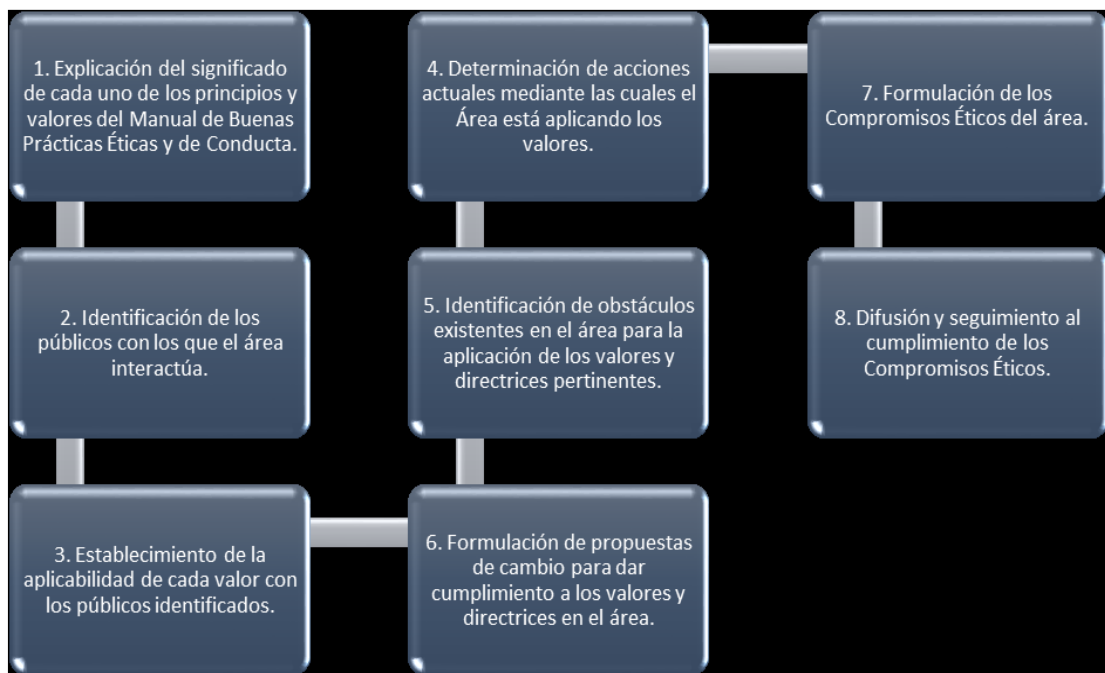 1. Explicación del significado
de cada uno de los principios y
valores del Manual de Buenas
Prácticas Éticas y de Conducta.
2. Identificación de los
públicos con los que el área
interactúa.
3. Establecimiento de la
aplicabilidad de cada valor con
los públicos identificados.
4. Determinación de acciones
actuales mediante las cuales el
Área está aplicando los
valores.
5. Identificación de obstáculos
existentes en el área para la
aplicación de los valores y
directrices pertinentes.
6. Formulación de propuestas
de cambio para dar
cumplimiento a los valores y
directrices en el área.
7. Formulación de los
Compromisos Éticos del área.
8. Difusión y seguimiento al
cumplimiento de los
Compromisos Éticos.